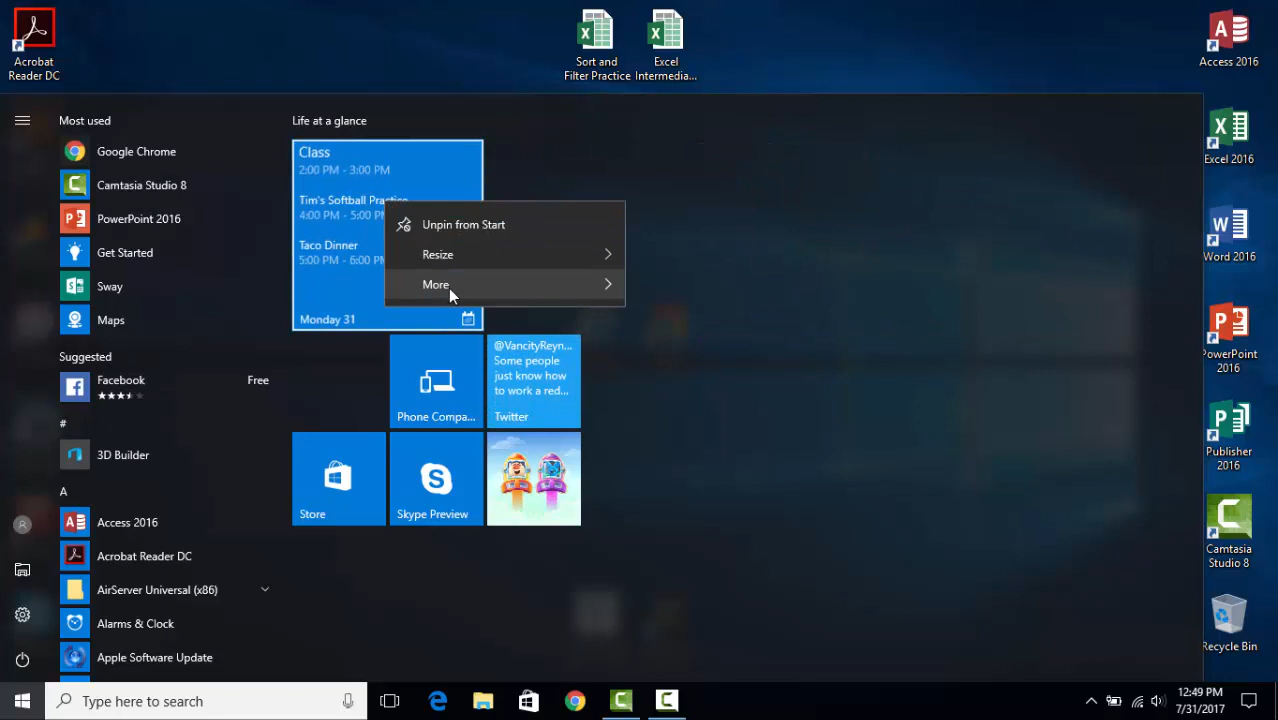 Acrobat
Reader DC
Sort and
Filter Practice
Excel
Intermedia...
Access 2016
Most used
Google Chrome
Camtasia Studio 8
PowerPoint 2016
Get Started
Sway
Maps
Suggested
Facebook
Free
#
3D Builder
A
Access 2016
Acrobat Reader DC
AirServer Universal (x86)
Alarms & Clock
Apple Software Update
Life at a glance
Class
2:00 PM - 3:00 PM
Tim's Softball Practice
4:00 PM - 5:00 PM
Taco Dinner
5:00 PM - 6:00 PM
Monday 31
Unpin from Start
Resize
More
Phone Compa...
@VancityReyn...
Some people
just know how
to work a red...
Twitter
Store
Skype Preview
Excel 2016
Word 2016
PowerPoint
2016
Publisher
2016
Camtasia
Studio 8
Recycle Bin
Type here to search
12:49 PM
7/31/2017